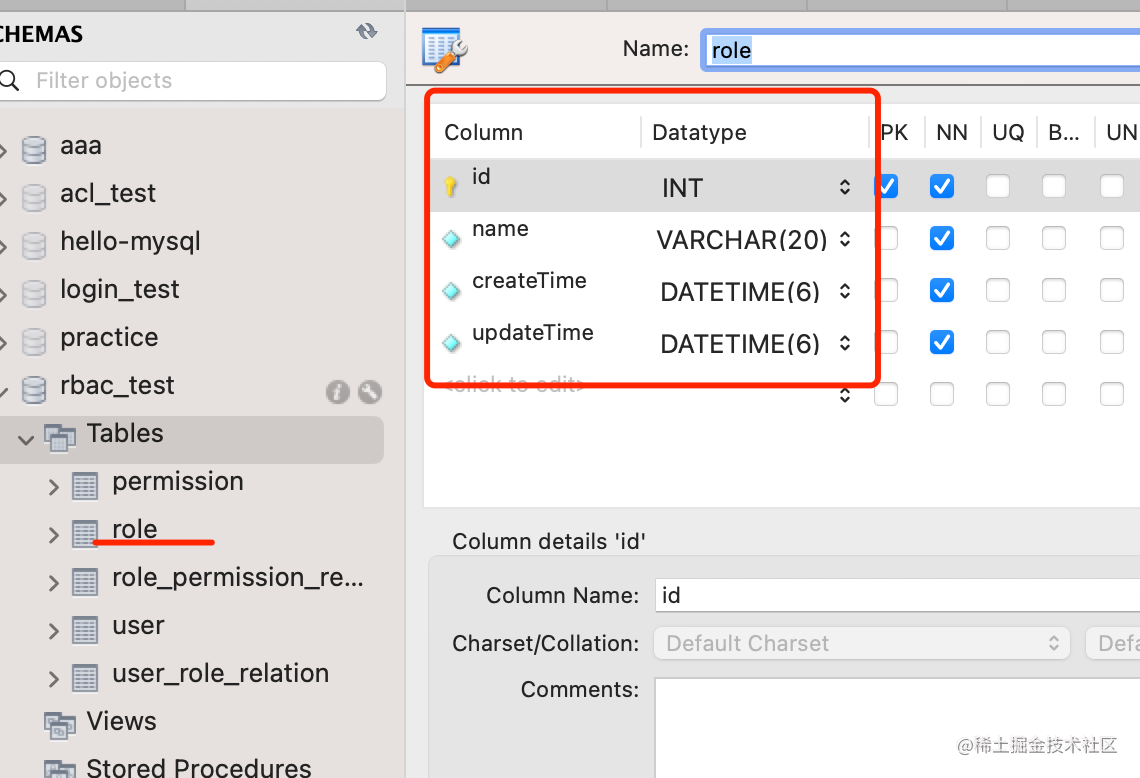 CHEMAS
Filter objects
aaa
acl_test
hello-mysql
login_test
practice
rbac_test
Tables
permission
role
role_permission_re...
user
user_role_relation
Views
Stored Procedures
Name: role
Column Datatype PK NN UQ B... UN
id INT
name VARCHAR(20)
createTime DATETIME(6)
updateTime DATETIME(6)
<click to edit>
Column details 'id'
Column Name: id
Charset/Collation: Default Charset Defa
Comments:
@稀土掘金技术社区